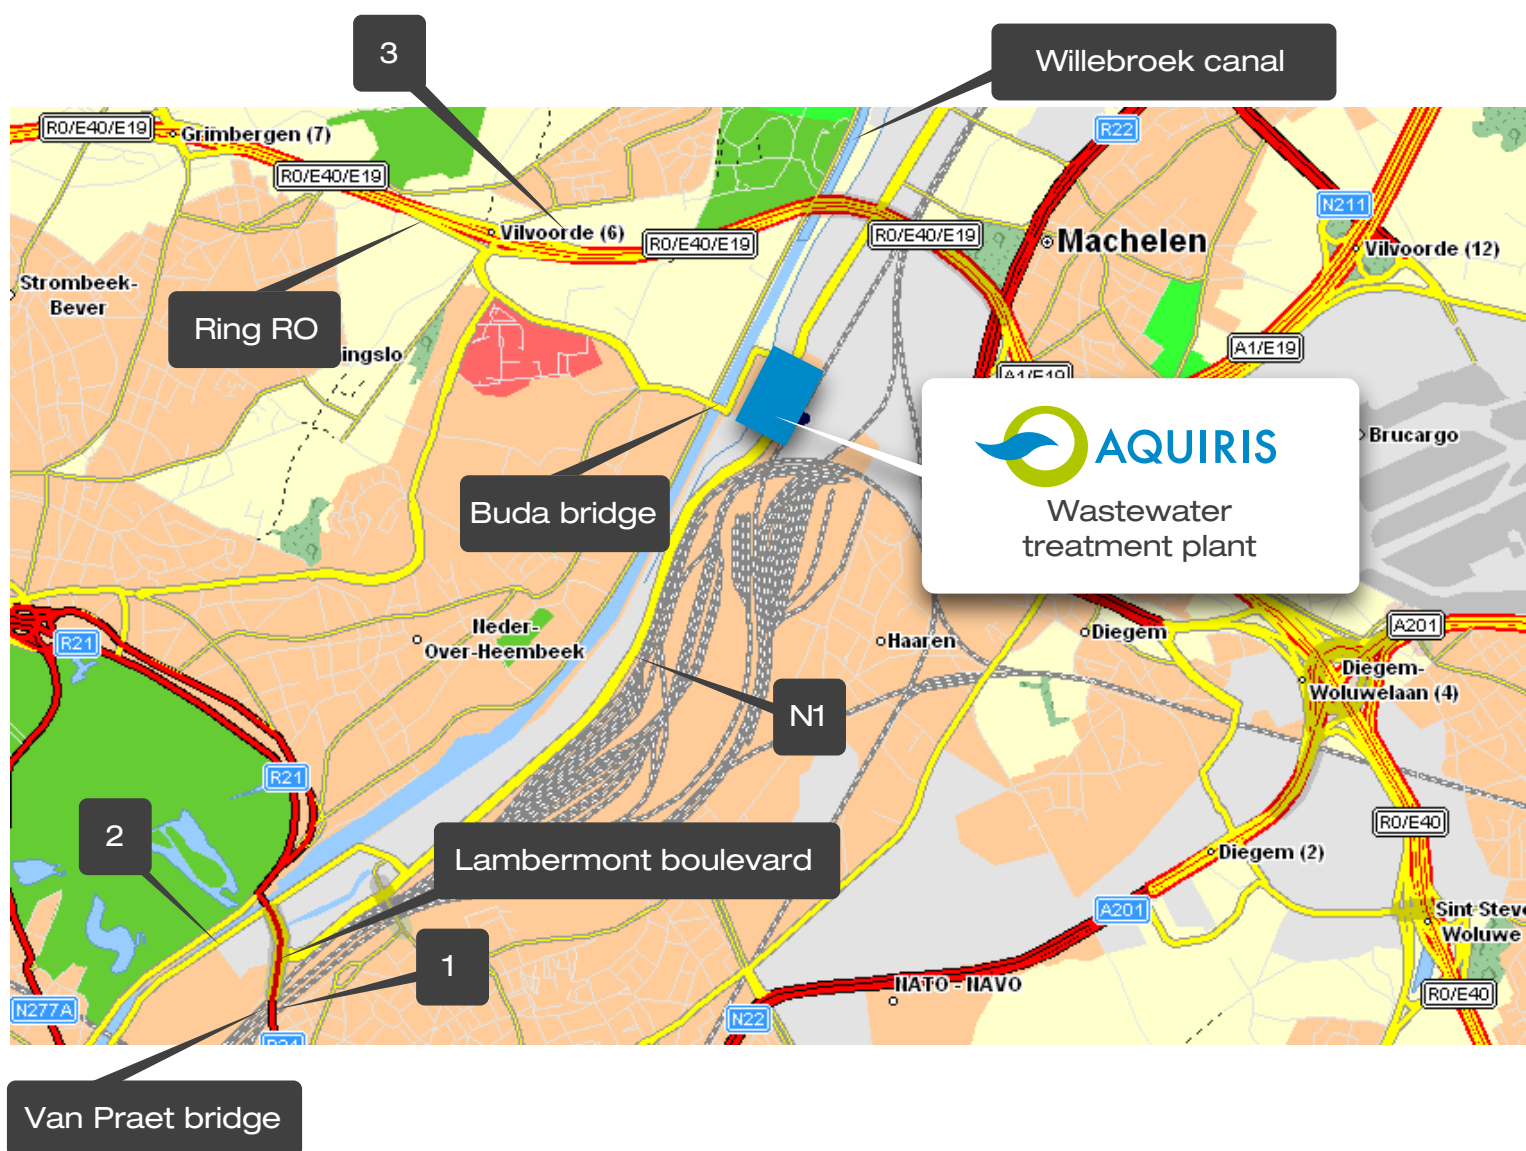 3
Willebroek canal
R0/E40/E19
Grimbergen (7)
R22
R0/E40/E19
N211
Vilvoorde (6)
R0/E40/E19
R0/E40/E19
Machelen
Vilvoorde (12)
Strombeek-
Bever
Ring RO
ingslo
A1/E19
A1/E19
AQUIRIS
Wastewater
treatment plant
Brucargo
Buda bridge
R21
Neder-
Over-Heembeek
Haaren
Diegem
A201
Diegem-
Woluwelaan (4)
N1
R21
2
Lambermont boulevard
R0/E40
Diegem (2)
A201
Sint Steve
Woluwe
1
NATO - NAVO
R0/E40
N277A
N22
R21
Van Praet bridge